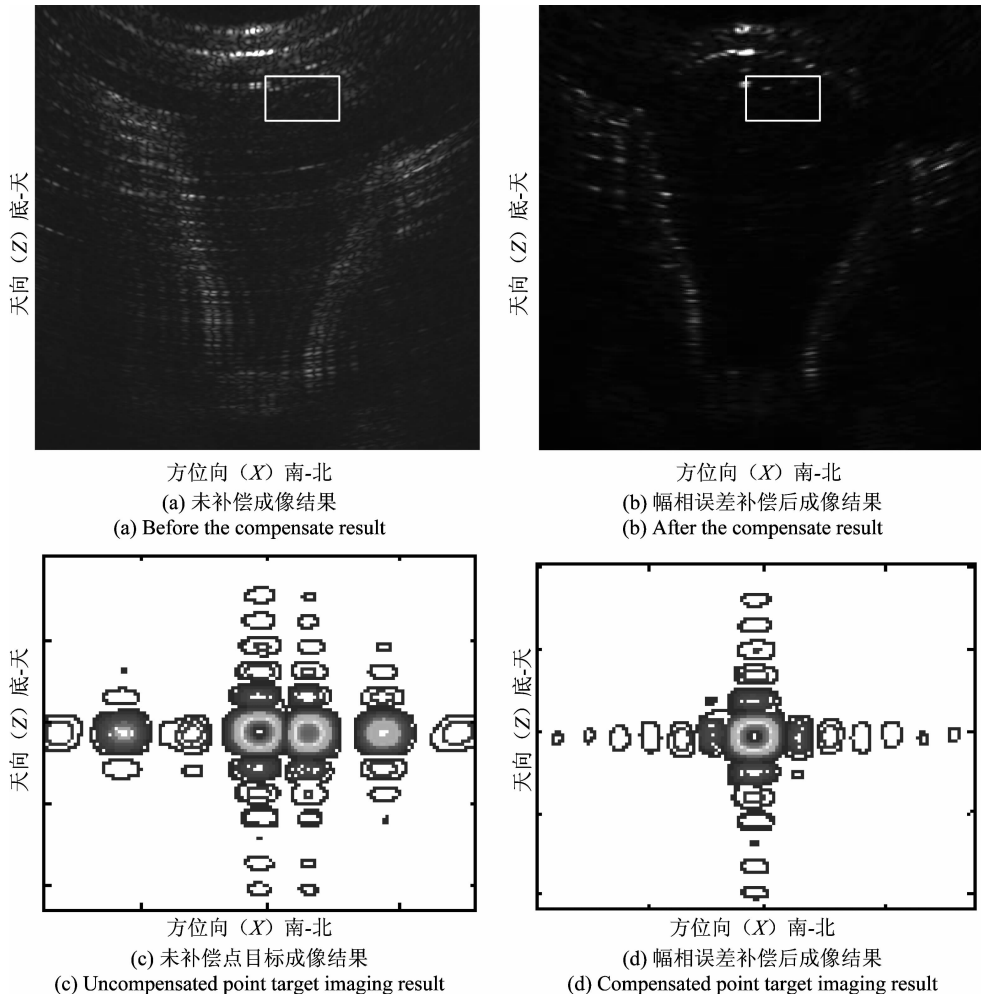 天向（Z）底-天
天向（Z）底-天
方位向（X）南-北
(a) 未补偿成像结果
(a) Before the compensate result
方位向（X）南-北
(b) 幅相误差补偿后成像结果
(b) After the compensate result
天向（Z）底-天
天向（Z）底-天
方位向（X）南-北
(c) 未补偿点目标成像结果
(c) Uncompensated point target imaging result
方位向（X）南-北
(d) 幅相误差补偿后成像结果
(d) Compensated point target imaging result